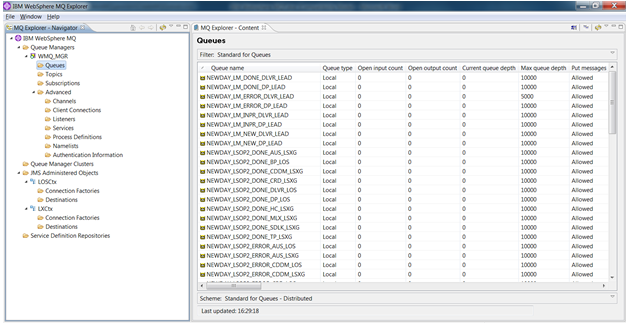 IBM WebSphere MQ Explorer
File Window Help
MQ Explorer - Navigator
IBM WebSphere MQ
Queue Managers
WMQ_MGR
Queues
Topics
Subscriptions
Advanced
Channels
Client Connections
Listeners
Services
Process Definitions
Namelists
Authentication Information
Queue Manager Clusters
JMS Administered Objects
LOSCtx
Connection Factories
Destinations
LXCtx
Connection Factories
Destinations
Service Definition Repositories
MQ Explorer - Content
Queues
Filter: Standard for Queues
Queue name Queue type Open input count Open output count Current queue depth Max queue depth Put messages
NEWDAY_LM_DONE_DLVR_LEAD Local 0 0 0 10000 Allowed
NEWDAY_LM_DONE_DP_LEAD Local 0 0 0 10000 Allowed
NEWDAY_LM_ERROR_DLVR_LEAD Local 0 0 0 5000 Allowed
NEWDAY_LM_ERROR_DP_LEAD Local 0 0 0 10000 Allowed
NEWDAY_LM_INPR_DLVR_LEAD Local 0 0 0 10000 Allowed
NEWDAY_LM_INPR_DP_LEAD Local 0 0 0 10000 Allowed
NEWDAY_LM_NEW_DLVR_LEAD Local 0 0 0 10000 Allowed
NEWDAY_LM_NEW_DP_LEAD Local 0 0 0 10000 Allowed
NEWDAY_LSOP2_DONE_AUS_LSXG Local 0 0 0 10000 Allowed
NEWDAY_LSOP2_DONE_BP_LOS Local 0 0 0 10000 Allowed
NEWDAY_LSOP2_DONE_CDDM_LSXG Local 0 0 0 10000 Allowed
NEWDAY_LSOP2_DONE_CRD_LSXG Local 0 0 0 10000 Allowed
NEWDAY_LSOP2_DONE_DLVR_LOS Local 0 0 0 10000 Allowed
NEWDAY_LSOP2_DONE_DP_LOS Local 0 0 0 10000 Allowed
NEWDAY_LSOP2_DONE_HC_LSXG Local 0 0 0 10000 Allowed
NEWDAY_LSOP2_DONE_MLX_LSXG Local 0 0 0 10000 Allowed
NEWDAY_LSOP2_DONE_SDLK_LSXG Local 0 0 0 10000 Allowed
NEWDAY_LSOP2_DONE_TP_LSXG Local 0 0 0 10000 Allowed
NEWDAY_LSOP2_ERROR_AUS_LOS Local 0 0 0 10000 Allowed
NEWDAY_LSOP2_ERROR_AUS_LSXG Local 0 0 0 10000 Allowed
NEWDAY_LSOP2_ERROR_CDDM_LOS Local 0 0 0 10000 Allowed
NEWDAY_LSOP2_ERROR_CDDM_LSXG Local 0 0 0 10000 Allowed
Scheme: Standard for Queues - Distributed
Last updated: 16:29:18